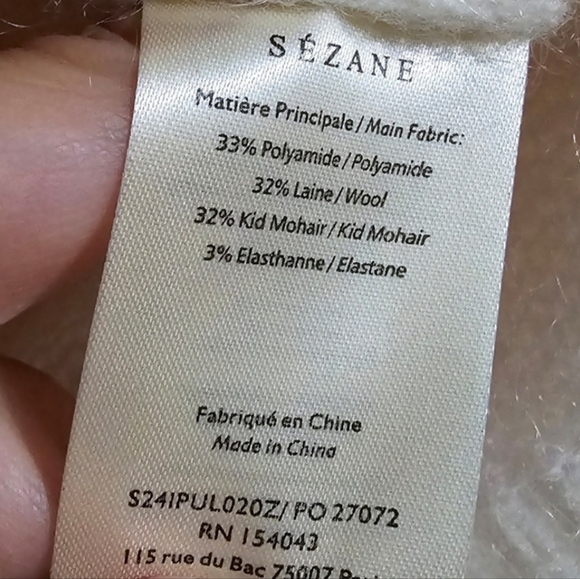 SÉZANE
Matière Principale / Main Fabric:
33% Polyamide / Polyamide
32% Laine / Wool
32% Kid Mohair / Kid Mohair
3% Elasthanne / Elastane
Fabriqué en Chine
Made in China
S24IPUL020Z/ PO 27072
RN 154043
115 rue du Bac 75007